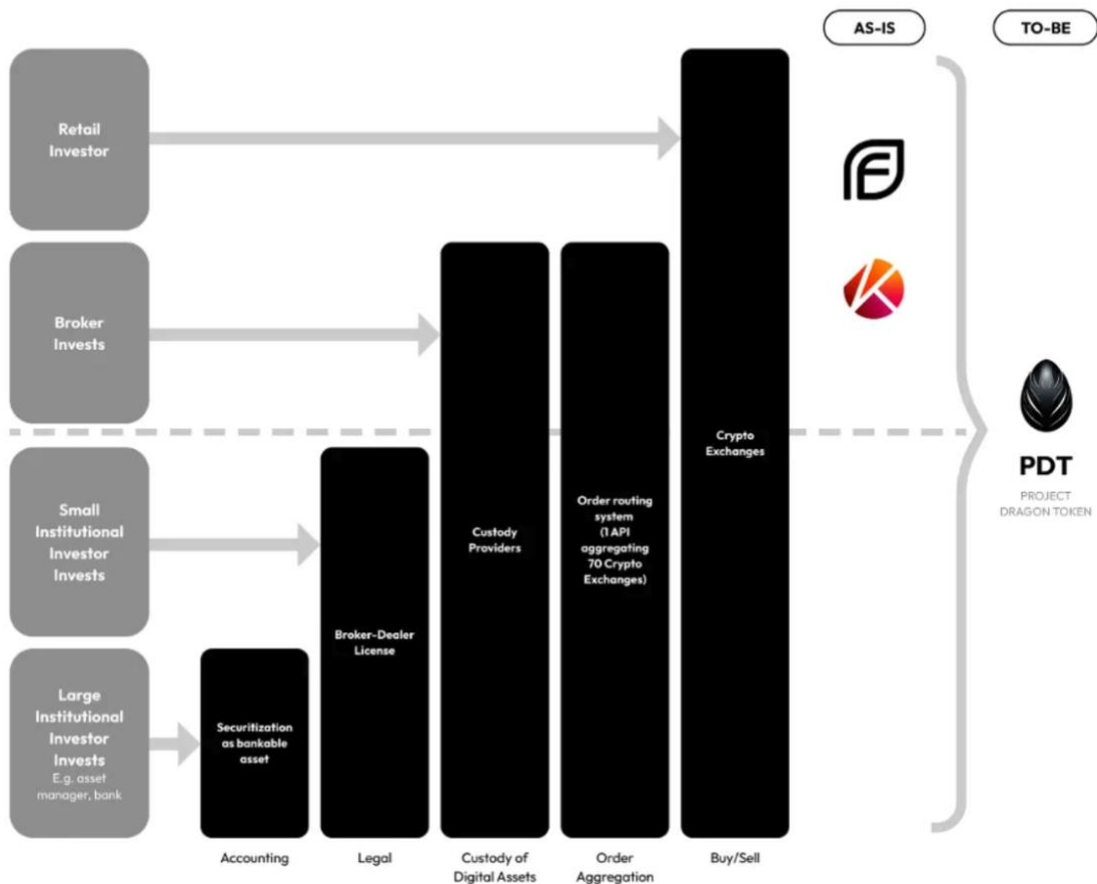 AS-IS
TO-BE
Retail
Investor
Broker
Invests
Small
Institutional
Investor
Invests
Large
Institutional
Investor
Invests
E.g. asset
manager, bank
Securitization
as bankable
asset
Broker-Dealer
License
Custody
Providers
Order routing
system
(1 API
aggregating
70 Crypto
Exchanges)
Crypto
Exchanges
PDT
PROJECT
DRAGON TOKEN
Accounting
Legal
Custody of
Digital Assets
Order
Aggregation
Buy/Sell